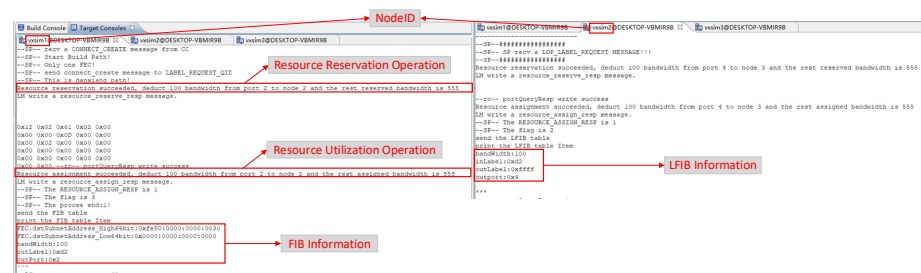 NodeID
Build Console Target Consoles
vxsim1@DESKTOP-VBMIR9B vxsim2@DESKTOP-VBMIR9B vxsim3@DESKTOP-VBMIR9B
--SP-- recv a CONNECT_CREATE message from CC
--SP-- Start Build Path!
--SP-- Only one FEC!
--SP-- send connect_create message to LABEL_REQUEST_QID
--SP-- This is danxiang path!
Resource Reservation Operation
Resource reservation succeeded, deduct 100 bandwidth from port 2 to node 2 and the rest reserved bandwidth is 555
LM write a resource_reserve_resp message.
0x12 0x02 0x61 0x02 0x00
0x00 0x00 0x0D 0x00 0x00
0x00 0x02 0x00 0x00 0x00
0x00 0x00 0x00 0x00 0x00
0x00 0x00 0x00 0x00 0x00
Resource Utilization Operation
0x00 0x00 --rc-- portQueryResp write success
Resource assignment succeeded, deduct 100 bandwidth from port 2 to node 2 and the rest assigned bandwidth is 555
LM write a resource_assign_resp message.
--SP-- The RESOURCE_ASSIGN_RESP is 1
--SP-- The flag is 3
--SP-- The procee end:1!
send the FIB table
print the FIB table Item
FEC.dstSubnetAddress_High64bit:0xfe80:0000:0000:0030
FEC.dstSubnetAddress_Low64bit:0x0000:0000:0000:0000
bandWidth:100
outLabel:0xd2
outPort:0x2
***
FIB Information
vxsim1@DESKTOP-VBMIR9B vxsim2@DESKTOP-VBMIR9B vxsim3@DESKTOP-VBMIR9B
--SP--#################
--SP-- SP recv a LDP_LABEL_REQUEST MESSAGE!!!
--SP--#################
Resource reservation succeeded, deduct 100 bandwidth from port 4 to node 3 and the rest reserved bandwidth is 555
LM write a resource_reserve_resp message.
--rc-- portQueryResp write success
Resource assignment succeeded, deduct 100 bandwidth from port 4 to node 3 and the rest assigned bandwidth is 555
LM write a resource_assign_resp message.
--SP-- The RESOURCE_ASSIGN_RESP is 1
--SP-- The flag is 2
send the LFIB table
print the LFIB table Item
bandWidth:100
inLabel:0xd2
outLabel:0xffff
outport:0x4
***
LFIB Information